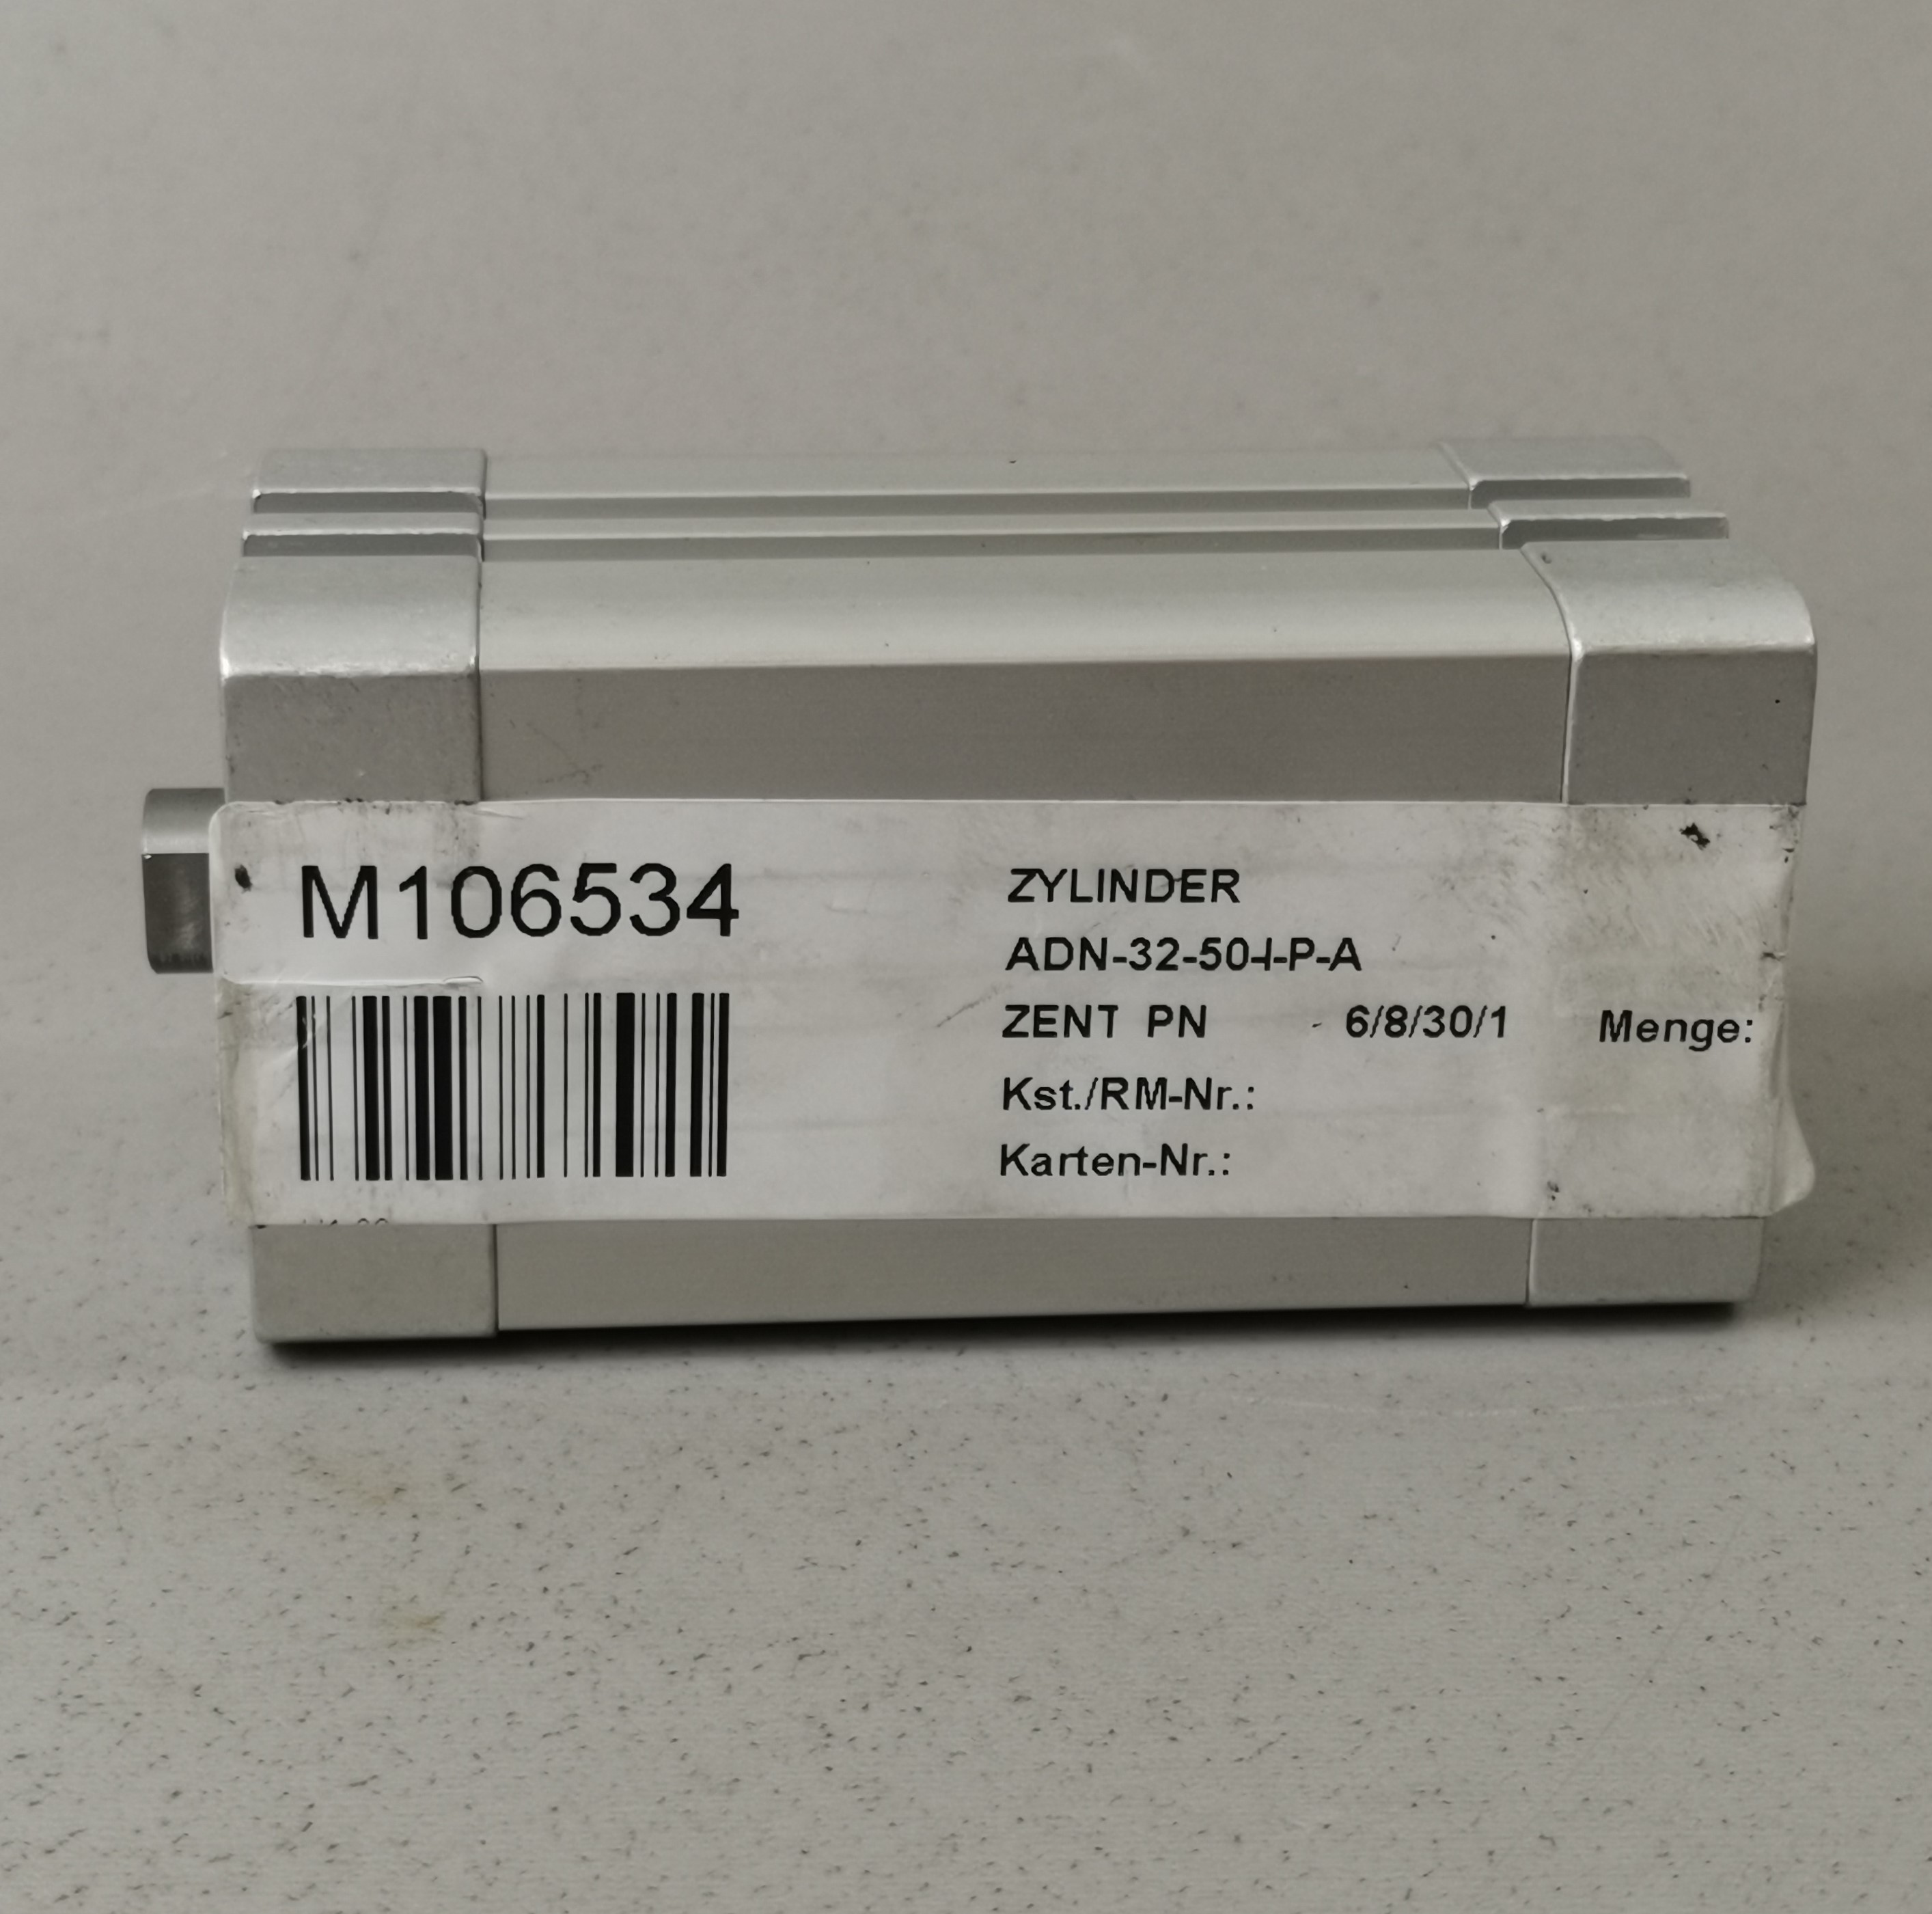 M106534
ZYLINDER
ADN-32-50-I-P-A
ZENT PN - 6/8/30/1 Menge:
Kst./RM-Nr.:
Karten-Nr.: